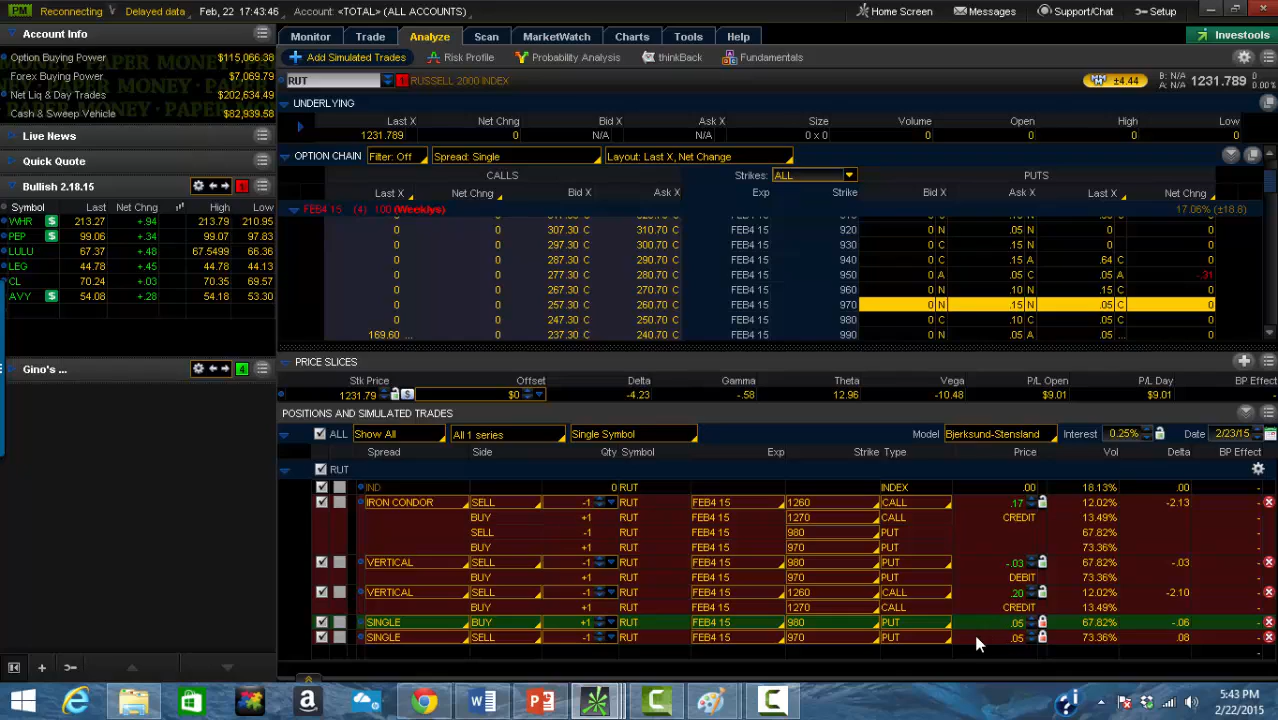 PM Reconnecting Delayed data Feb, 22 17:43:46 Account: <TOTAL> (ALL ACCOUNTS) Home Screen Messages Support/Chat Setup
Account Info
Option Buying Power $115,066.38
Forex Buying Power $7,069.79
Net Liq & Day Trades $202,634.49
Cash & Sweep Vehicle $82,939.58
Live News
Quick Quote
Bullish 2.18.15 1
Symbol Last Net Chng High Low
WHR S 213.27 +.94 213.79 210.95
PEP S 99.06 +.34 99.07 97.83
LULU 67.37 +.48 67.5499 66.36
LEG 44.78 +.45 44.78 44.13
CL 70.24 +.03 70.35 69.57
AVY S 54.08 +.28 54.18 53.30
Gino's ... 4
Monitor Trade Analyze Scan MarketWatch Charts Tools Help Investools
Add Simulated Trades Risk Profile Probability Analysis thinkBack Fundamentals
RUT 1 RUSSELL 2000 INDEX ±4.44 B: N/A A: N/A 1231.789 0 0.00%
UNDERLYING
Last X Net Chng Bid X Ask X Size Volume Open High Low
1231.789 0 N/A N/A 0 x 0 0 0 0 0
OPTION CHAIN Filter: Off Spread: Single Layout: Last X, Net Change
CALLS Strikes: ALL PUTS
Last X Net Chng Bid X Ask X Exp Strike Bid X Ask X Last X Net Chng
FEB4 15 (4) 100 (Weeklys) 17.06% (±18.8)
0 0 307.30 C 310.70 C FEB4 15 920 0 N .05 N 0 0
0 0 297.30 C 300.70 C FEB4 15 930 0 C .15 N 0 0
0 0 287.30 C 290.70 C FEB4 15 940 0 C .15 A .64 C 0
0 0 277.30 C 280.70 C FEB4 15 950 0 A .05 C .05 A -.31
0 0 267.30 C 270.70 C FEB4 15 960 0 N .10 N .15 C 0
0 0 257.30 C 260.70 C FEB4 15 970 0 N .15 N .05 C 0
0 0 247.30 C 250.70 C FEB4 15 980 0 C .10 C .05 C 0
169.60 ... 0 237.30 C 240.70 C FEB4 15 990 0 N .05 A .05 ... 0
PRICE SLICES
Stk Price Offset Delta Gamma Theta Vega P/L Open P/L Day BP Effect
1231.79 S $0 -4.23 -.58 12.96 -10.48 $9.01 $9.01 -
POSITIONS AND SIMULATED TRADES
ALL Show All All 1 series Single Symbol Model Bjerksund-Stensland Interest 0.25% Date 2/23/15
Spread Side Qty Symbol Exp Strike Type Price Vol Delta BP Effect
RUT
IND 0 RUT INDEX .00 18.13% .00 -
IRON CONDOR SELL -1 RUT FEB4 15 1260 CALL .17 12.02% -2.13 -
BUY +1 RUT FEB4 15 1270 CALL CREDIT 13.49%
SELL -1 RUT FEB4 15 980 PUT 67.82%
BUY +1 RUT FEB4 15 970 PUT 73.36%
VERTICAL SELL -1 RUT FEB4 15 980 PUT -.03 67.82% -.03 -
BUY +1 RUT FEB4 15 970 PUT DEBIT 73.36%
VERTICAL SELL -1 RUT FEB4 15 1260 CALL .20 12.02% -2.10 -
BUY +1 RUT FEB4 15 1270 CALL CREDIT 13.49%
SINGLE BUY +1 RUT FEB4 15 980 PUT .05 67.82% -.06 -
SINGLE SELL -1 RUT FEB4 15 970 PUT .05 73.36% .08 -
5:43 PM
2/22/2015